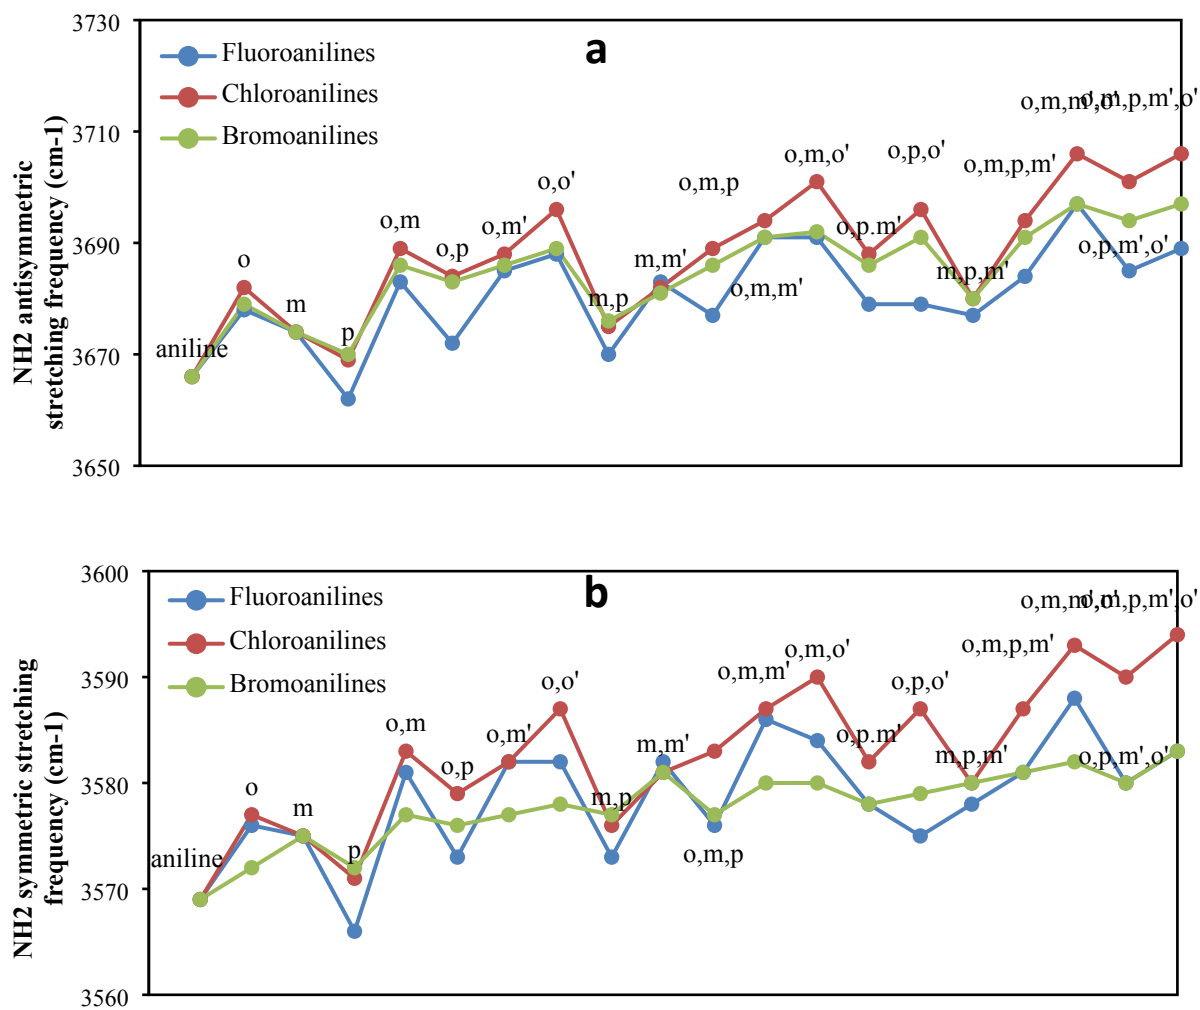 3730
a
Fluoroanilines
Chloroanilines
Bromoanilines
3710
3690
3670
3650
NH2 antisymmetric
stretching frequency (cm-1)
aniline
o
m
p
o,m
o,p
o,m'
o,o'
m,p
m,m'
o,m,p
o,m,m'
o,m,o'
o,p.m'
o,p,o'
m,p,m'
o,m,p,m'
o,m,m',o'
o,p,m',o'
o,m,p,m',o'
3600
b
Fluoroanilines
Chloroanilines
Bromoanilines
3590
3580
3570
3560
NH2 symmetric stretching
frequency (cm-1)
aniline
o
m
p
o,m
o,p
o,m'
o,o'
m,p
m,m'
o,m,p
o,m,m'
o,m,o'
o,p.m'
o,p,o'
m,p,m'
o,m,p,m'
o,m,m',o'
o,p,m',o'
o,m,p,m',o'